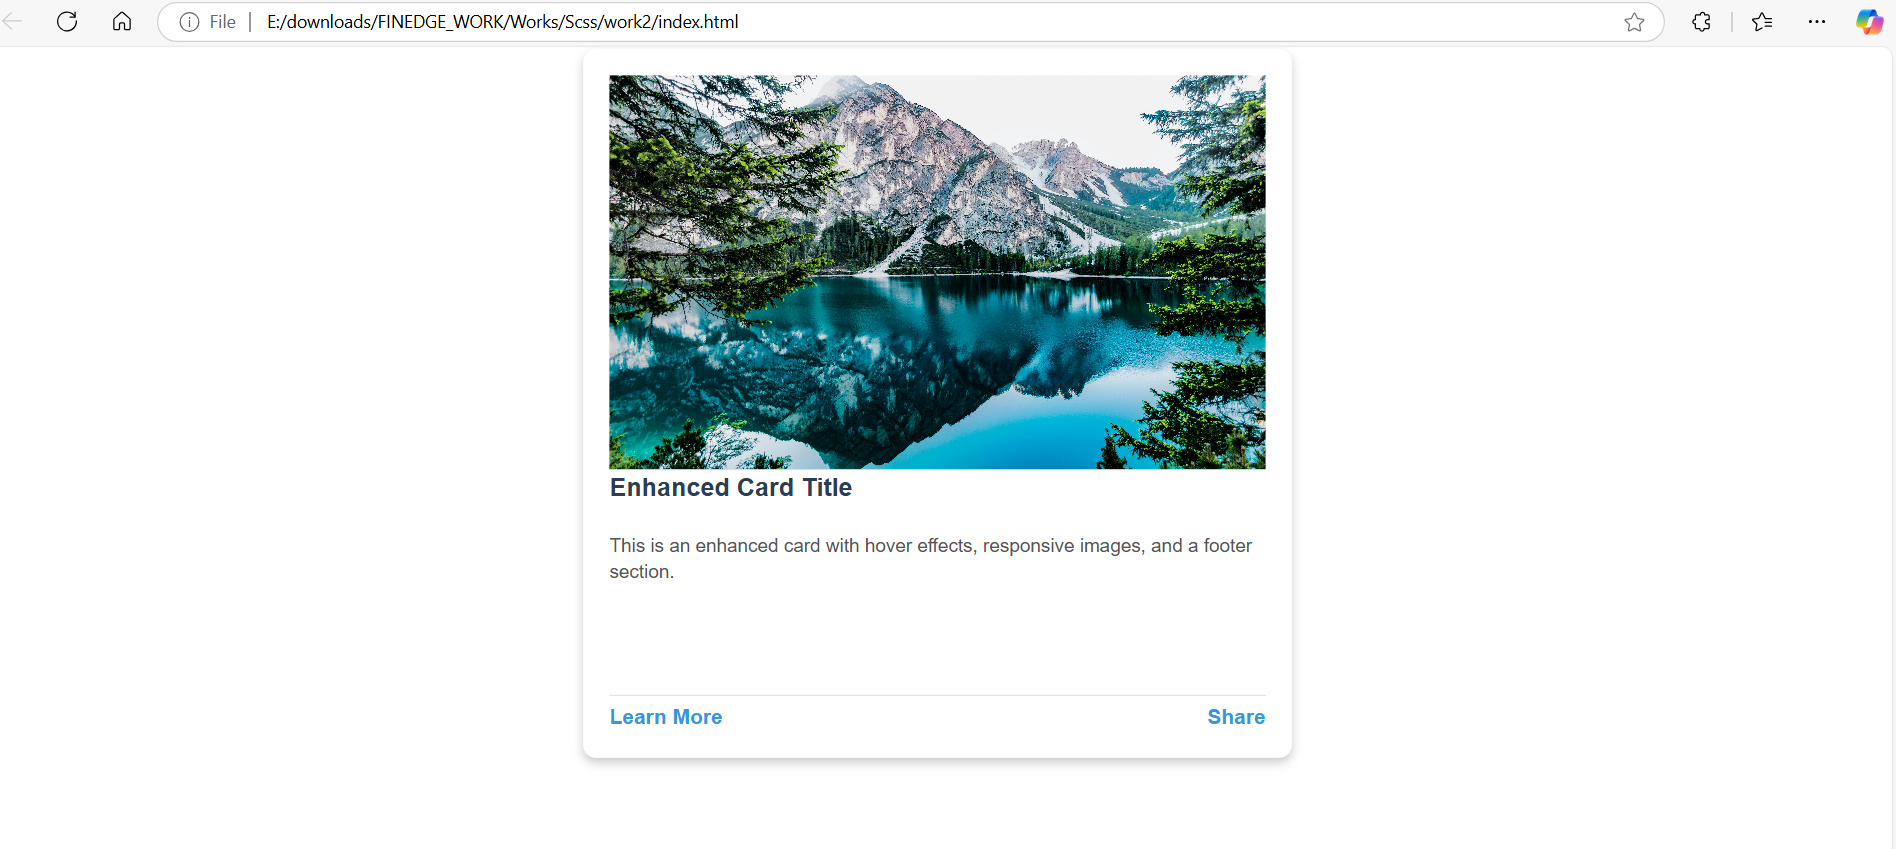 File
E:/downloads/FINEDGE_WORK/Works/Scss/work2/index.html
Enhanced Card Title
This is an enhanced card with hover effects, responsive images, and a footer
section.
Learn More
Share